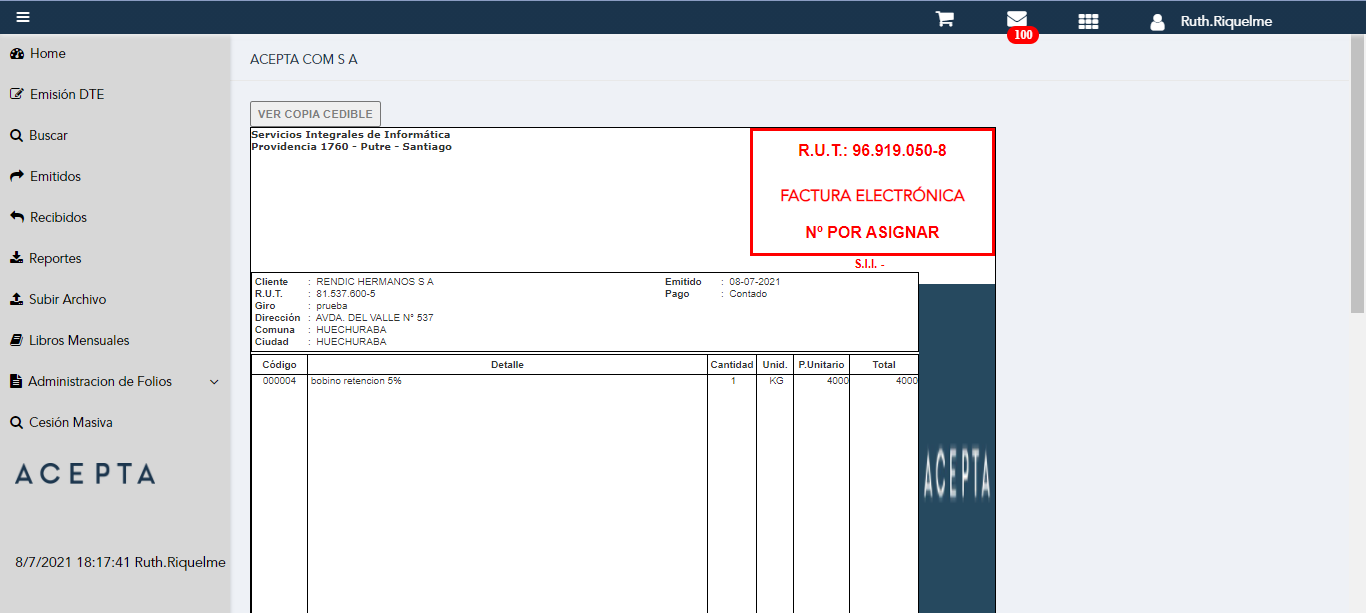 Ruth.Riquelme
100
Home
Emisión DTE
Buscar
Emitidos
Recibidos
Reportes
Subir Archivo
Libros Mensuales
Administracion de Folios
Cesión Masiva
ACEPTA
8/7/2021 18:17:41 Ruth.Riquelme
ACEPTA COM S A
VER COPIA CEDIBLE
Servicios Integrales de Informática
Providencia 1760 - Putre - Santiago
R.U.T.: 96.919.050-8
FACTURA ELECTRÓNICA
Nº POR ASIGNAR
S.I.I. -
Cliente : RENDIC HERMANOS S A Emitido : 08-07-2021
R.U.T. : 81.537.600-5 Pago : Contado
Giro : prueba
Dirección : AVDA. DEL VALLE N° 537
Comuna : HUECHURABA
Ciudad : HUECHURABA
Código Detalle Cantidad Unid. P.Unitario Total
000004 bobino retencion 5% 1 KG 4000 4000
ACEPTA